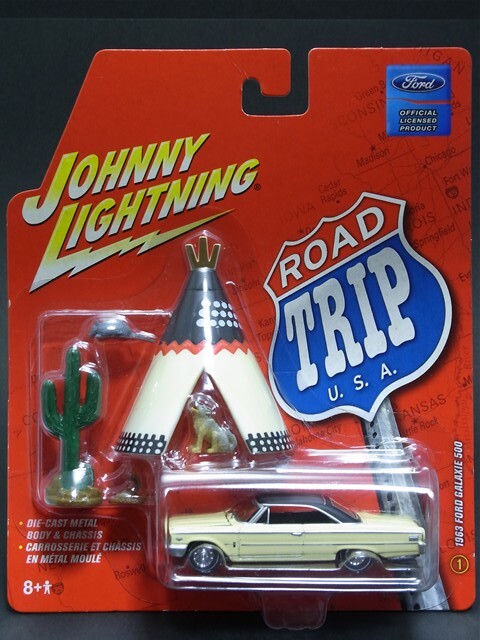 Ford
OFFICIAL
LICENSED
PRODUCT
JOHNNY
LIGHTNING®
Madison
Chicago
Cedar
Rapids
Springfield
ROAD
TRIP
U.S.A.
Little Rock
1963 FORD GALAXIE 500
1
• DIE-CAST METAL
BODY & CHASSIS
• CARROSSERIE ET CHÂSSIS
EN MÉTAL MOULÉ
8+